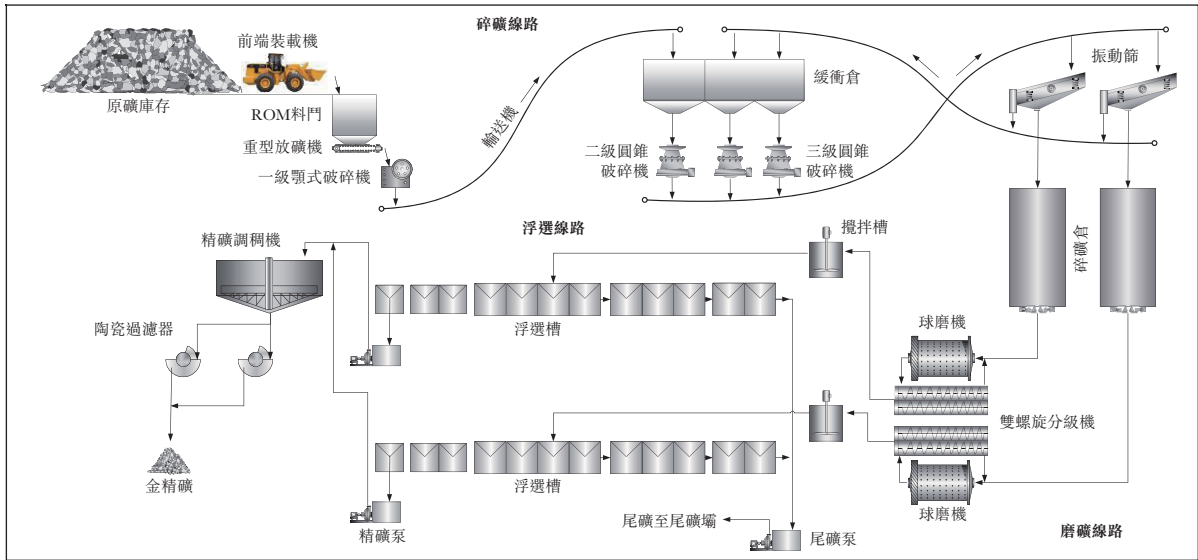 碎礦線路
前端裝載機
原礦庫存
ROM料鬥
重型放礦機
一級顎式破碎機
輸送機
緩衝倉
二級圓錐
破碎機
三級圓錐
破碎機
振動篩
碎礦倉
浮選線路
攪拌槽
精礦調稠機
陶瓷過濾器
金精礦
浮選槽
浮選槽
精礦泵
尾礦至尾礦壩
尾礦泵
球磨機
雙螺旋分級機
球磨機
磨礦線路